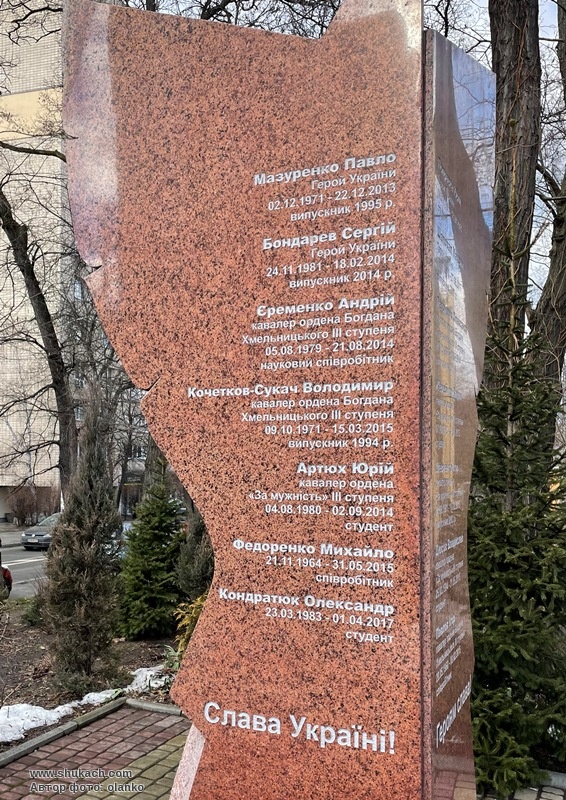 Мазуренко Павло
Герой України
02.12.1971 - 22.12.2013
випускник 1995 р.
Бондарев Сергій
Герой України
24.11.1981 - 18.02.2014
випускник 2014 р.
Єременко Андрій
кавалер ордена Богдана
Хмельницького ІІІ ступеня
05.08.1979 - 21.08.2014
науковий співробітник
Кочетков-Сукач Володимир
кавалер ордена Богдана
Хмельницького ІІІ ступеня
09.10.1971 - 15.03.2015
випускник 1994 р.
Артюх Юрій
кавалер ордена
«За мужність» ІІІ ступеня
04.08.1980 - 02.09.2014
студент
Федоренко Михайло
21.11.1964 - 31.05.2015
співробітник
Кондратюк Олександр
23.03.1983 - 01.04.2017
студент
Слава Україні!
Героям Слава!
www.shukach.com
Автор фото: olanko